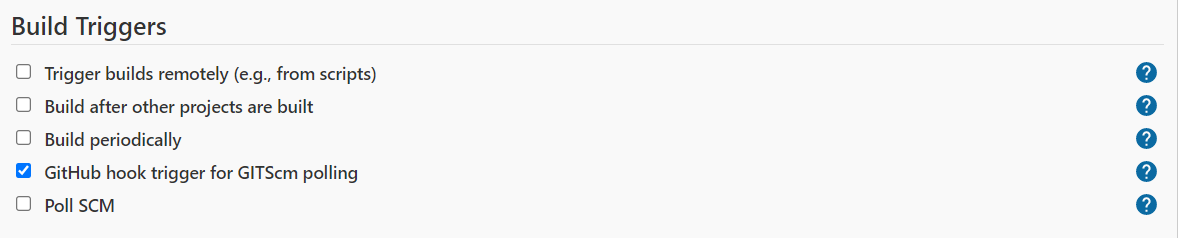 Build Triggers
Trigger builds remotely (e.g., from scripts) ?
Build after other projects are built ?
Build periodically ?
GitHub hook trigger for GITScm polling ?
Poll SCM ?